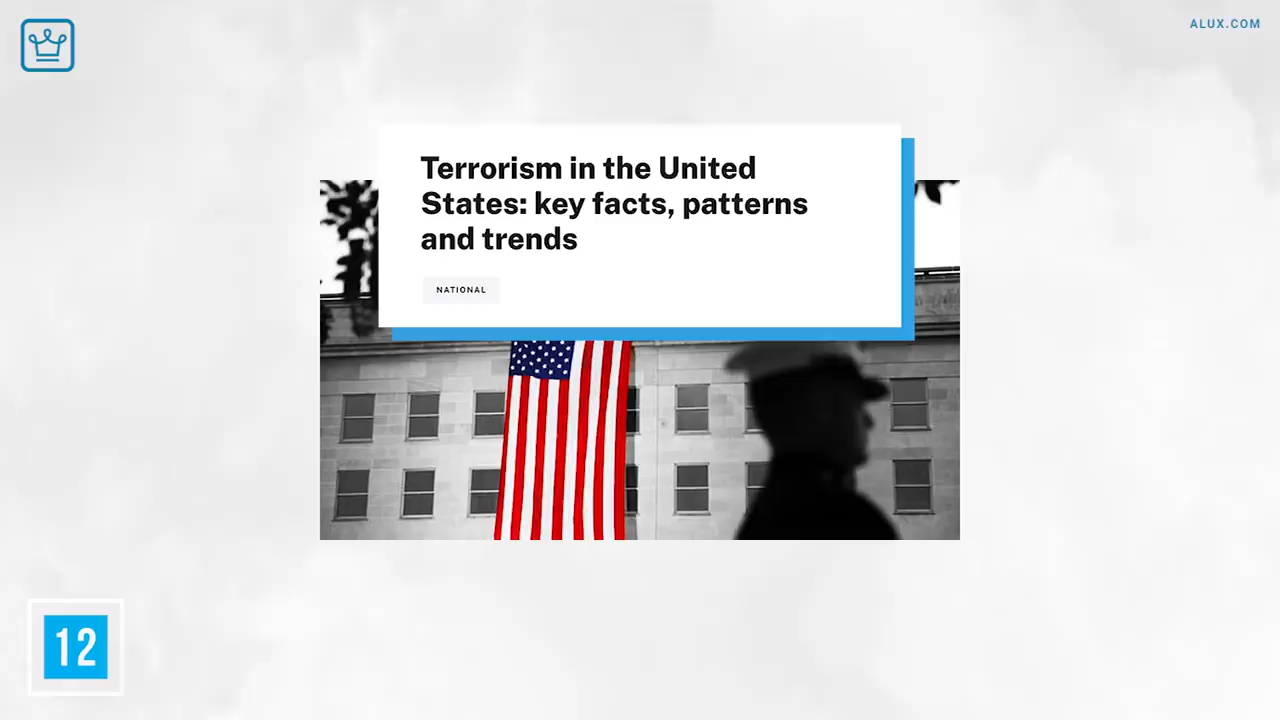 ALUX.COM
Terrorism in the United
States: key facts, patterns
and trends
NATIONAL
12